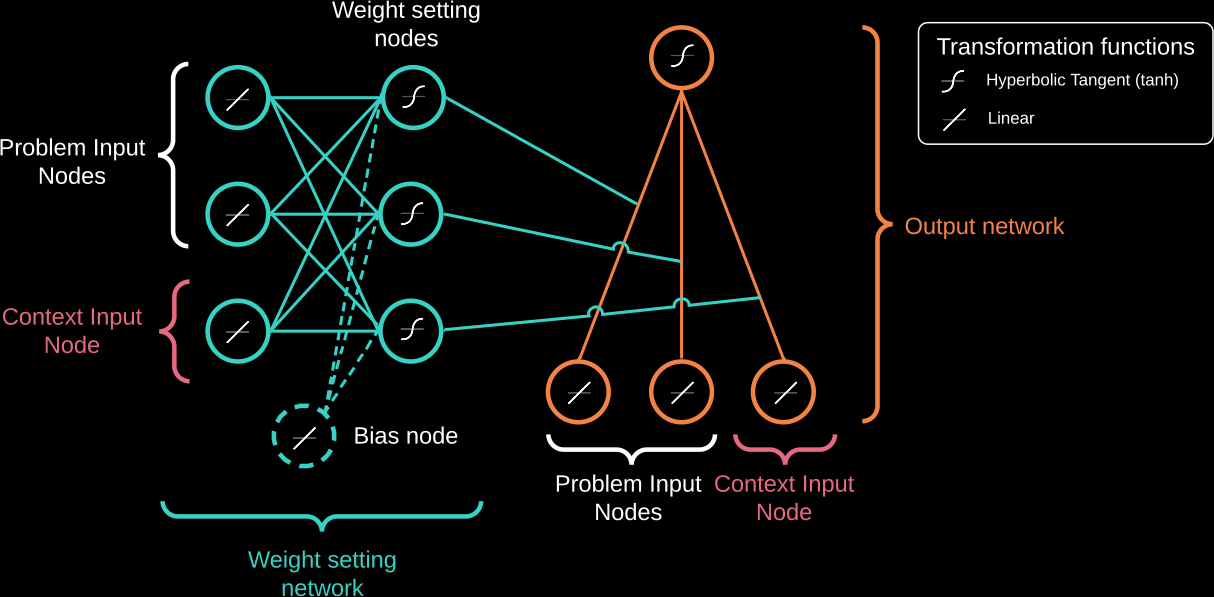 Weight setting
nodes
Transformation functions
Hyperbolic Tangent (tanh)
Linear
Problem Input
Nodes
Output network
Context Input
Node
Bias node
Problem Input
Nodes
Context Input
Node
Weight setting
network